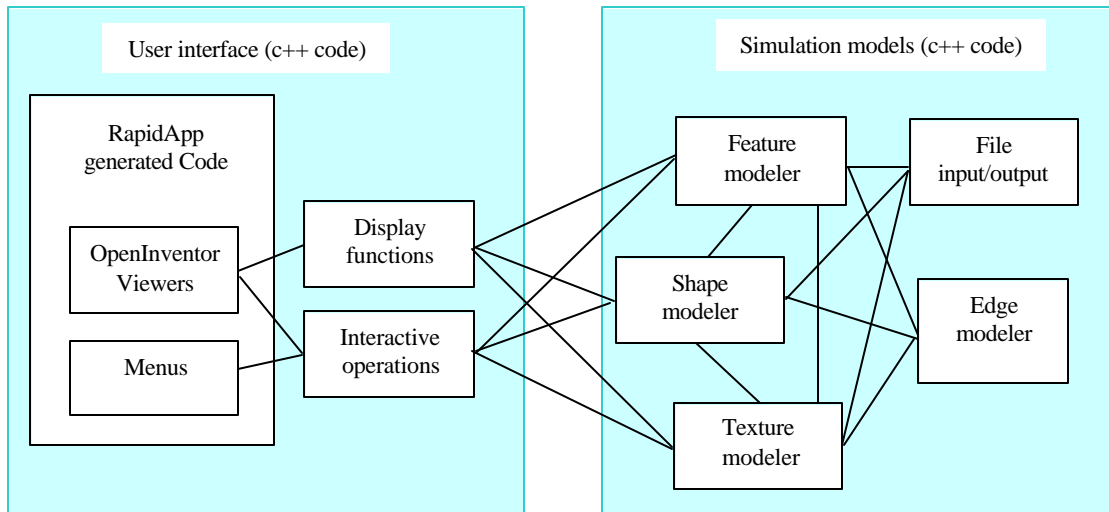 User interface (c++ code)
RapidApp
generated Code
OpenInventor
Viewers
Menus
Display
functions
Interactive
operations
Simulation models (c++ code)
Feature
modeler
File
input/output
Shape
modeler
Edge
modeler
Texture
modeler